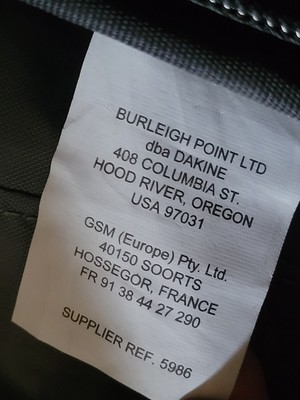 BURLEIGH POINT LTD
dba DAKINE
408 COLUMBIA ST.
HOOD RIVER, OREGON
USA 97031
GSM (Europe) Pty. Ltd.
40150 SOORTS
HOSSEGOR, FRANCE
FR 91 38 44 27 290
SUPPLIER REF. 5986